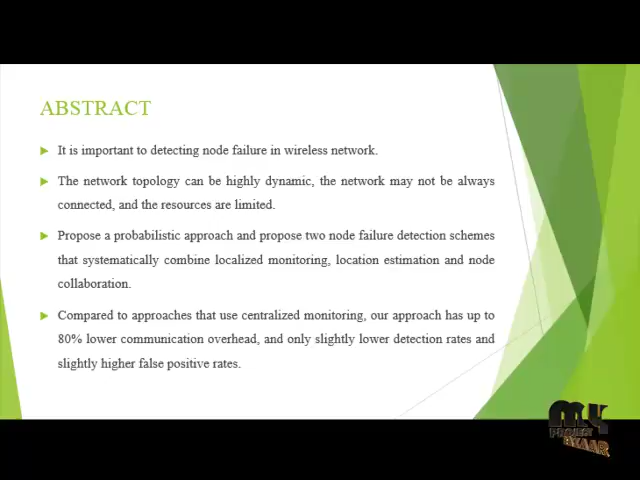 ABSTRACT
It is important to detecting node failure in wireless network.
The network topology can be highly dynamic, the network may not be always
connected, and the resources are limited.
Propose a probabilistic approach and propose two node failure detection schemes
that systematically combine localized monitoring, location estimation and node
collaboration.
Compared to approaches that use centralized monitoring, our approach has up to
80% lower communication overhead, and only slightly lower detection rates and
slightly higher false positive rates.
PROJECT